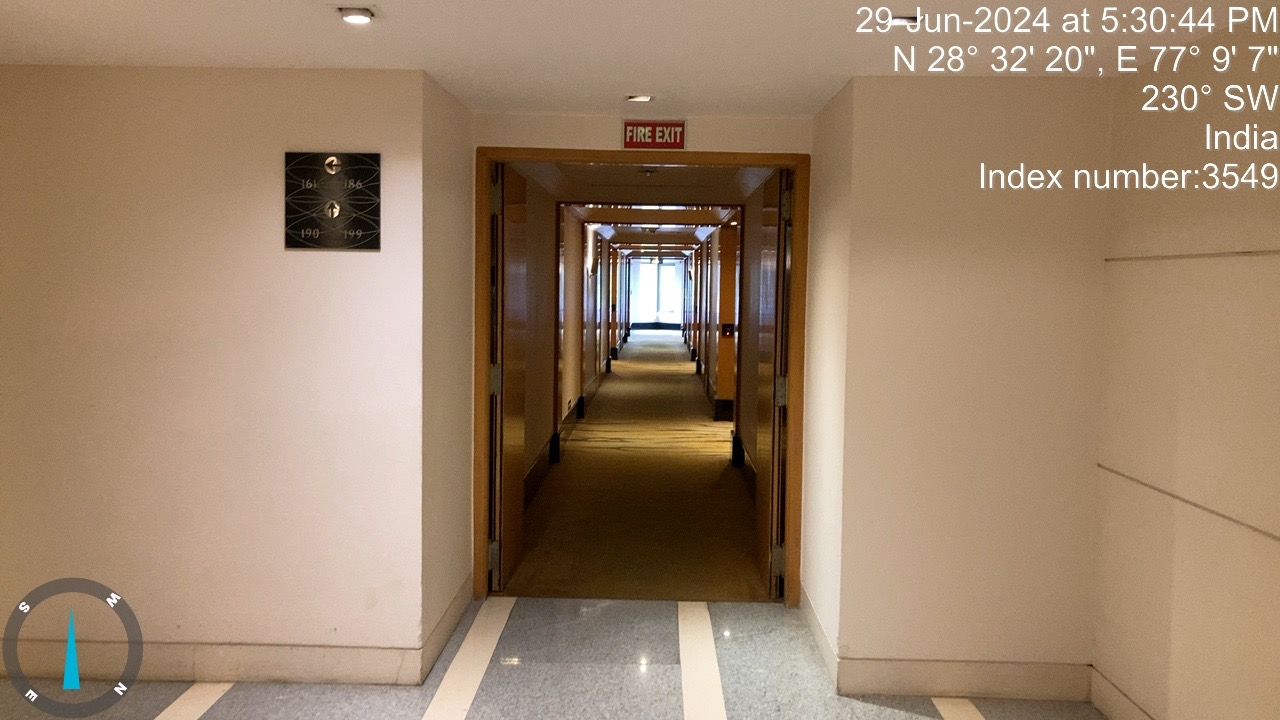 29-Jun-2024 at 5:30:44 PM
N 28° 32' 20", E 77° 9' 7"
230° SW
India
Index number:3549
FIRE EXIT
161 186
190 199
S W
E N